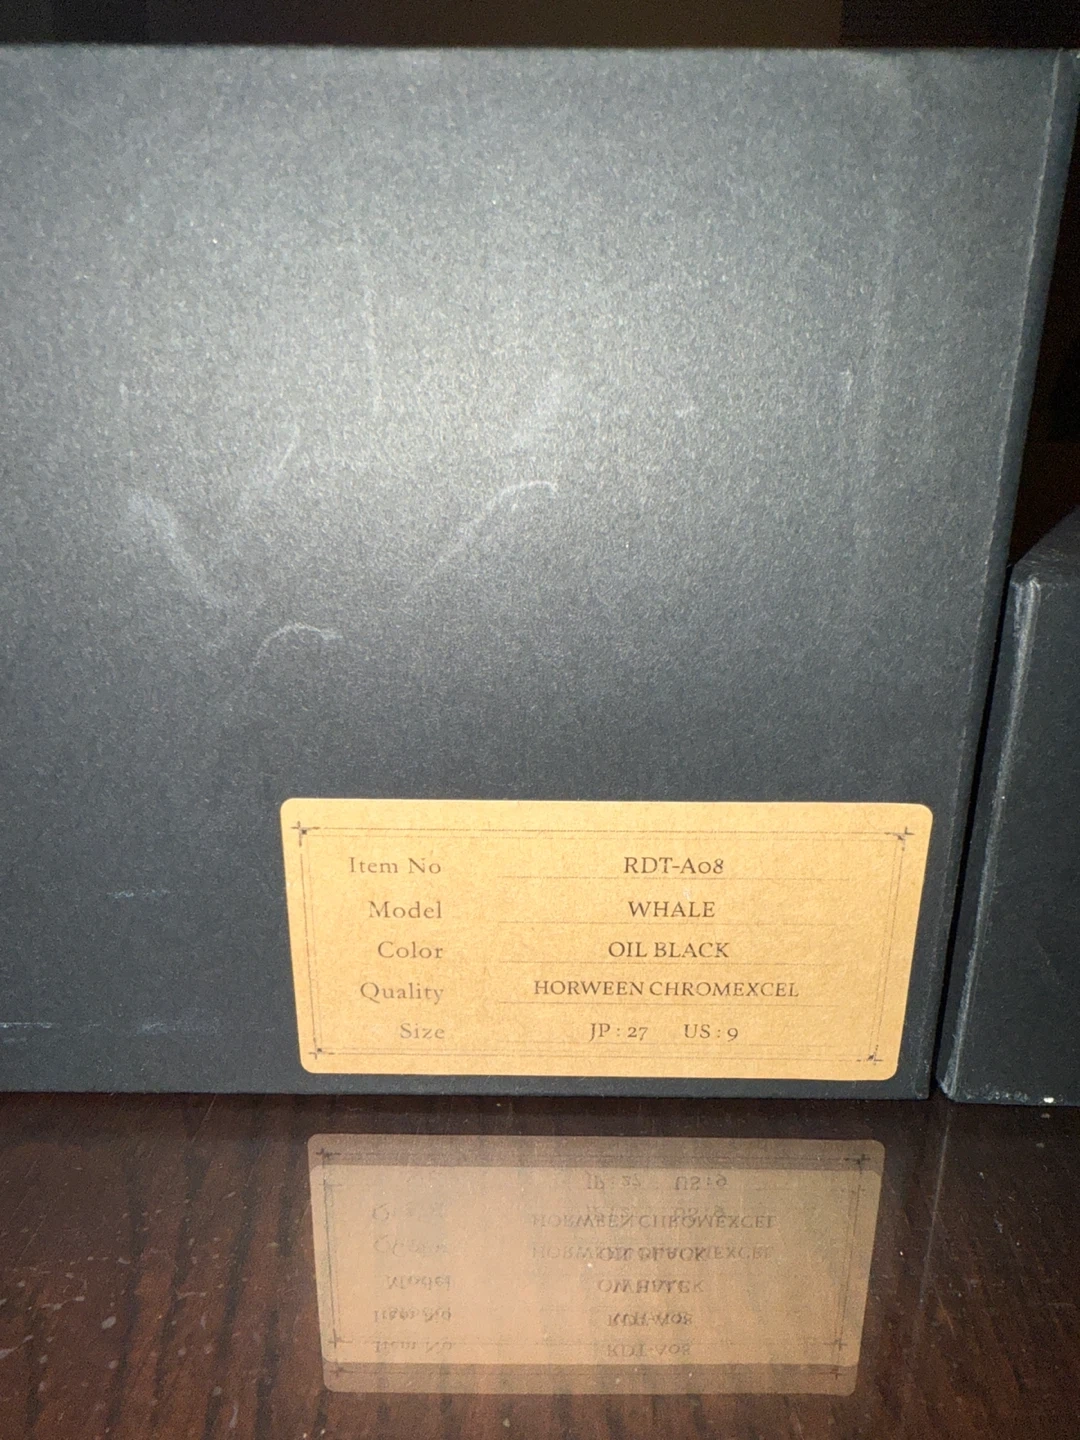 Item No RDT-A08
Model WHALE
Color OIL BLACK
Quality HORWEEN CHROMEXCEL
Size JP : 27 US : 9